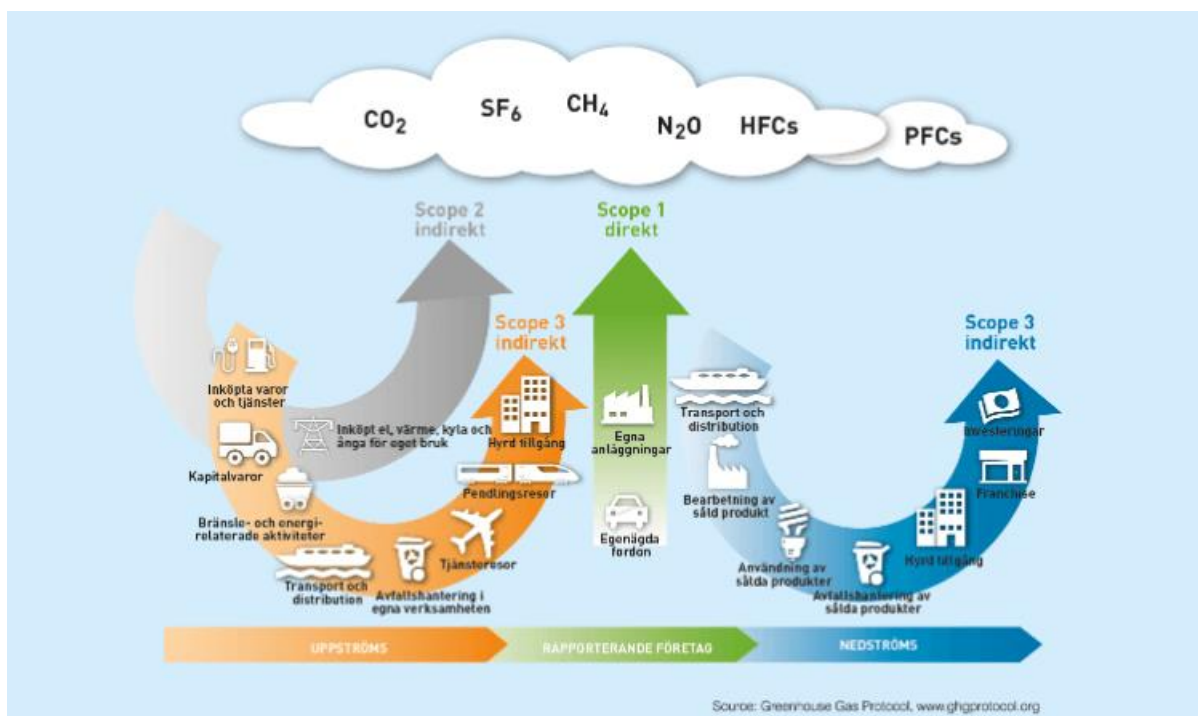 CO₂
SF₆
CH₄
N₂O
HFCs
PFCs
Scope 2
indirekt
Scope 1
direkt
Scope 3
indirekt
Scope 3
indirekt
Inköpta varor
och tjänster
Inköpt el, värme, kyla och
ånga för eget bruk
Kapitalvaror
Bränsle- och energi-
relaterade aktiviteter
Transport och
distribution
Avfallshantering i
egna verksamheten
Tjänsteresor
Pendlingsresor
Hyrd tillgång
Egna
anläggningar
Egenägda
fordon
Transport och
distribution
Bearbetning av
såld produkt
Användning av
sålda produkter
Avfallshantering av
sålda produkter
Hyrd tillgång
Franchise
Investeringar
UPPSTRÖMS
RAPPORTERANDE FÖRETAG
NEDSTRÖMS
Source: Greenhouse Gas Protocol, www.ghgprotocol.org